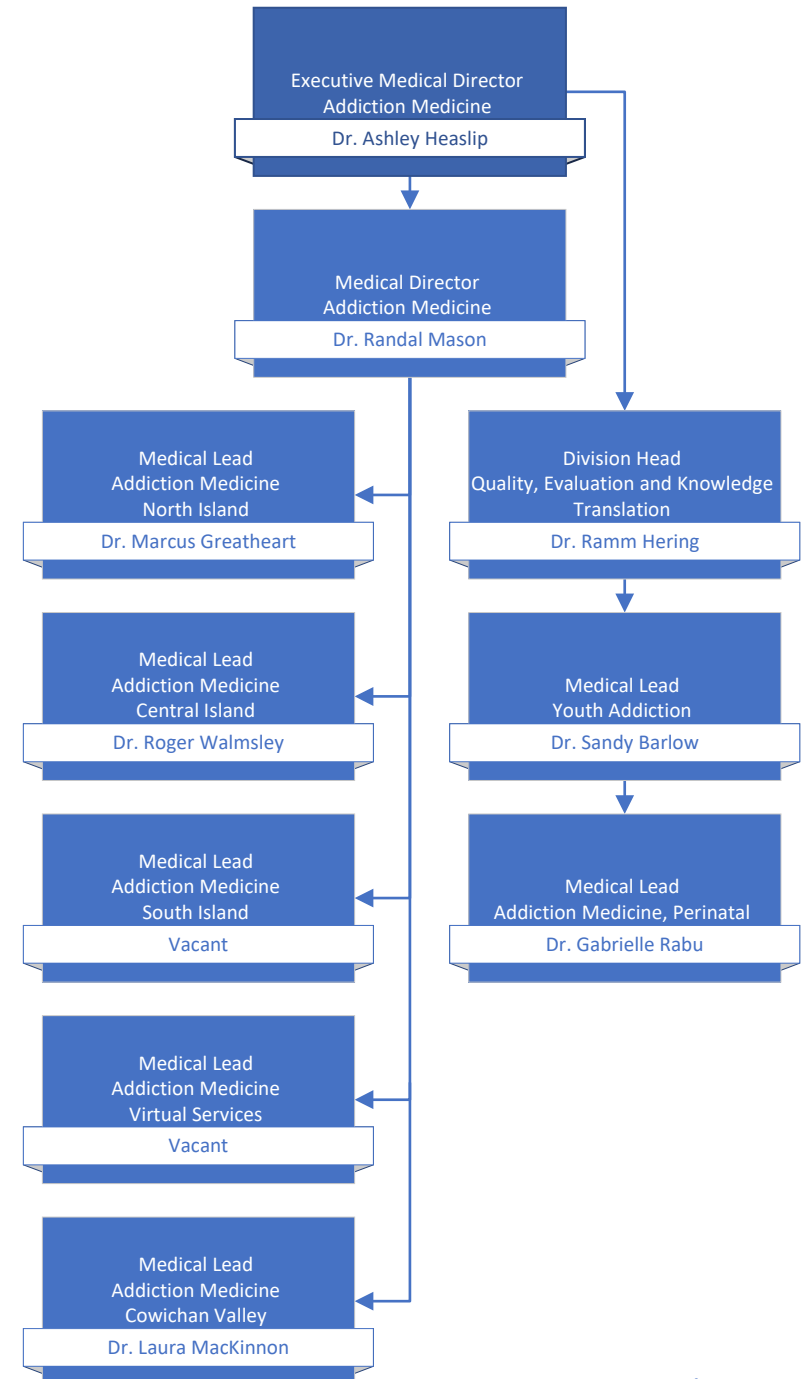 Executive Medical Director
Addiction Medicine
Dr. Ashley Heaslip
Medical Director
Addiction Medicine
Dr. Randal Mason
Medical Lead
Addiction Medicine
North Island
Dr. Marcus Greatheart
Medical Lead
Addiction Medicine
Central Island
Dr. Roger Walmsley
Medical Lead
Addiction Medicine
South Island
Vacant
Medical Lead
Addiction Medicine
Virtual Services
Vacant
Medical Lead
Addiction Medicine
Cowichan Valley
Dr. Laura MacKinnon
Division Head
Quality, Evaluation and Knowledge
Translation
Dr. Ramm Hering
Medical Lead
Youth Addiction
Dr. Sandy Barlow
Medical Lead
Addiction Medicine, Perinatal
Dr. Gabrielle Rabu